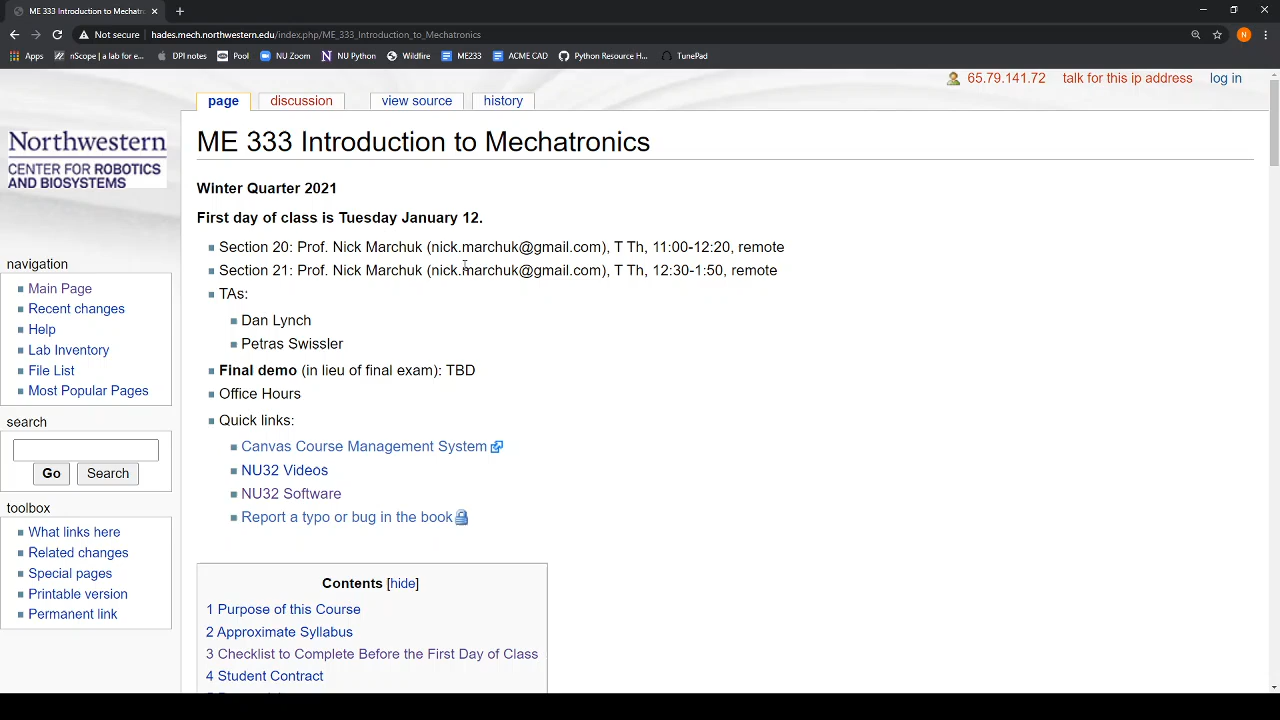 ME 333 Introduction to Mechatr
Not secure | hades.mech.northwestern.edu/index.php/ME_333_Introduction_to_Mechatronics
N
Apps nScope | a lab for e... DPI notes Pool NU Zoom NU Python Wildfire ME233 ACME CAD Python Resource H... TunePad
65.79.141.72 talk for this ip address log in
page discussion view source history
Northwestern
CENTER FOR ROBOTICS
AND BIOSYSTEMS
ME 333 Introduction to Mechatronics
Winter Quarter 2021
First day of class is Tuesday January 12.
Section 20: Prof. Nick Marchuk (nick.marchuk@gmail.com), T Th, 11:00-12:20, remote
Section 21: Prof. Nick Marchuk (nick.marchuk@gmail.com), T Th, 12:30-1:50, remote
TAs:
Dan Lynch
Petras Swissler
Final demo (in lieu of final exam): TBD
Office Hours
Quick links:
Canvas Course Management System
NU32 Videos
NU32 Software
Report a typo or bug in the book
Contents [hide]
1 Purpose of this Course
2 Approximate Syllabus
3 Checklist to Complete Before the First Day of Class
4 Student Contract
navigation
Main Page
Recent changes
Help
Lab Inventory
File List
Most Popular Pages
search
Go Search
toolbox
What links here
Related changes
Special pages
Printable version
Permanent link